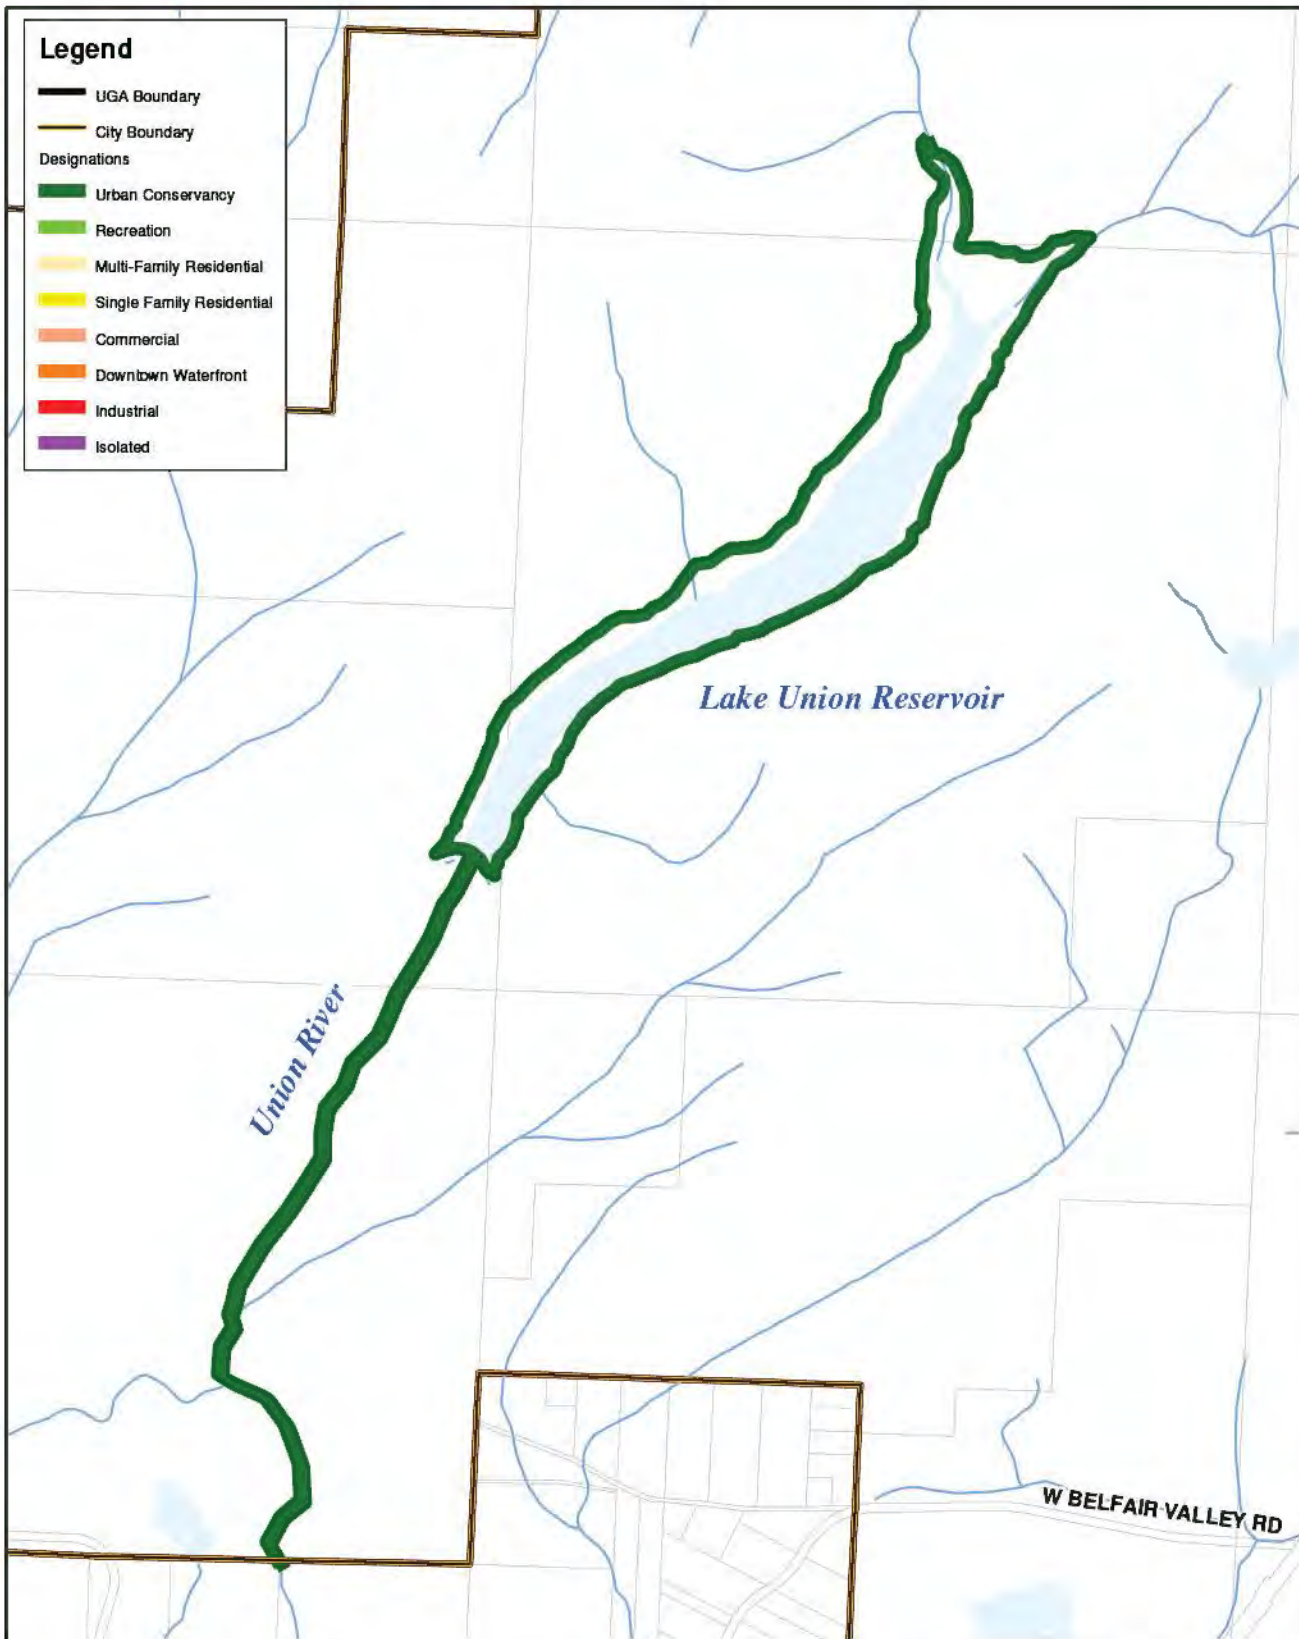 Legend
UGA Boundary
City Boundary
Designations
Urban Conservancy
Recreation
Multi-Family Residential
Single Family Residential
Commercial
Downtown Waterfront
Industrial
Isolated
Lake Union Reservoir
Union River
W BELFAIR VALLEY RD